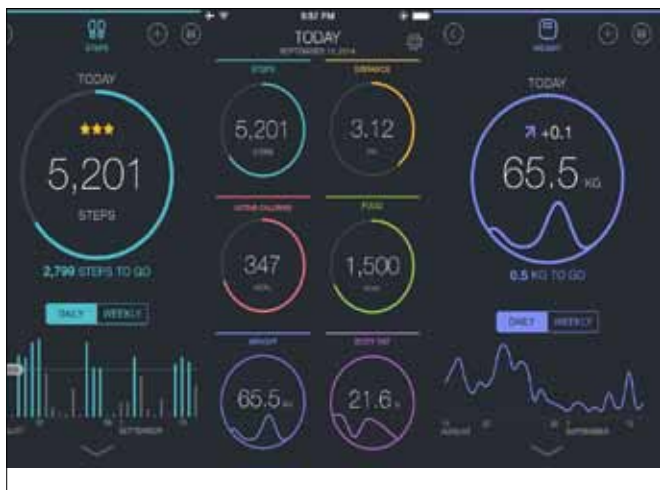 STEPS
TODAY
5,201
STEPS
2,799 STEPS TO GO
DAILY WEEKLY
SEPTEMBER
9:57 PM
TODAY
STEPS
DISTANCE
5,201
STEPS
3.12
ACTIVE CALORIES
FOOD
347
1,500
WEIGHT
BODY FAT
65.5
21.6
WEIGHT
TODAY
+0.1
65.5 KG
0.5 KG TO GO
DAILY WEEKLY
AUGUST
SEPTEMBER